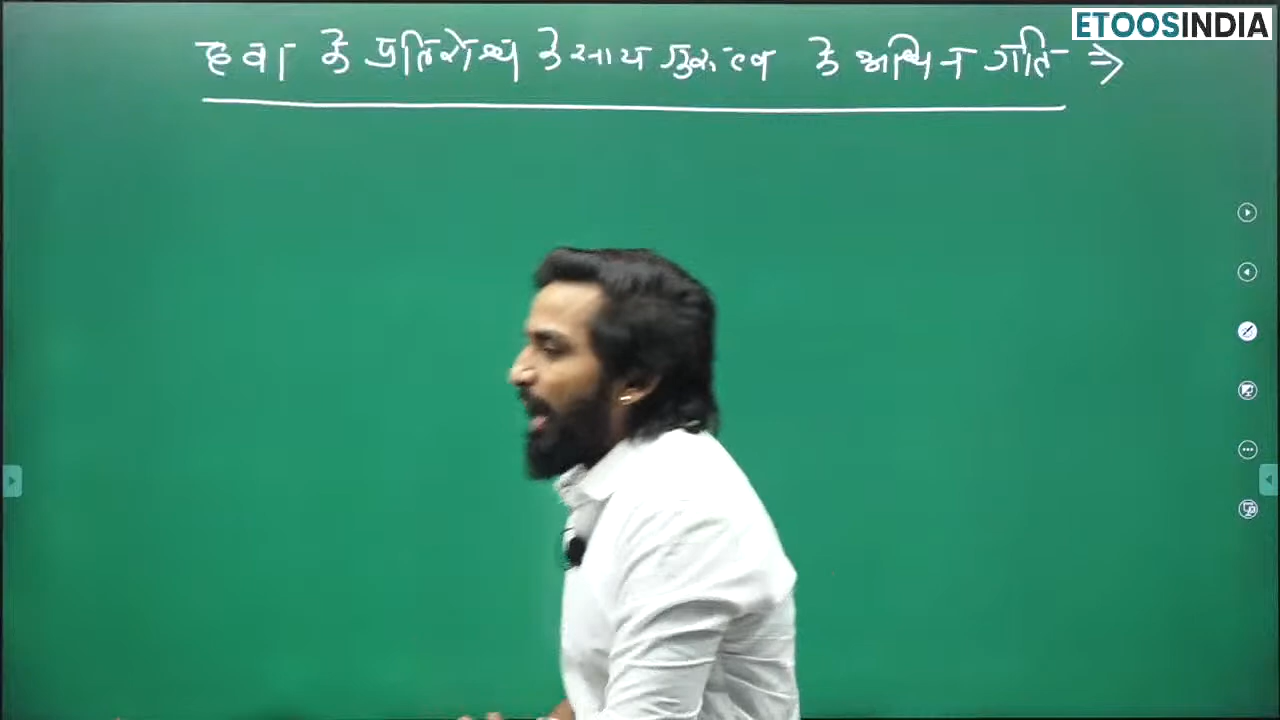 ETOOSINDIA
हवा के प्रतिरोध के साथ गुरुत्व के अधिन गति ⇒